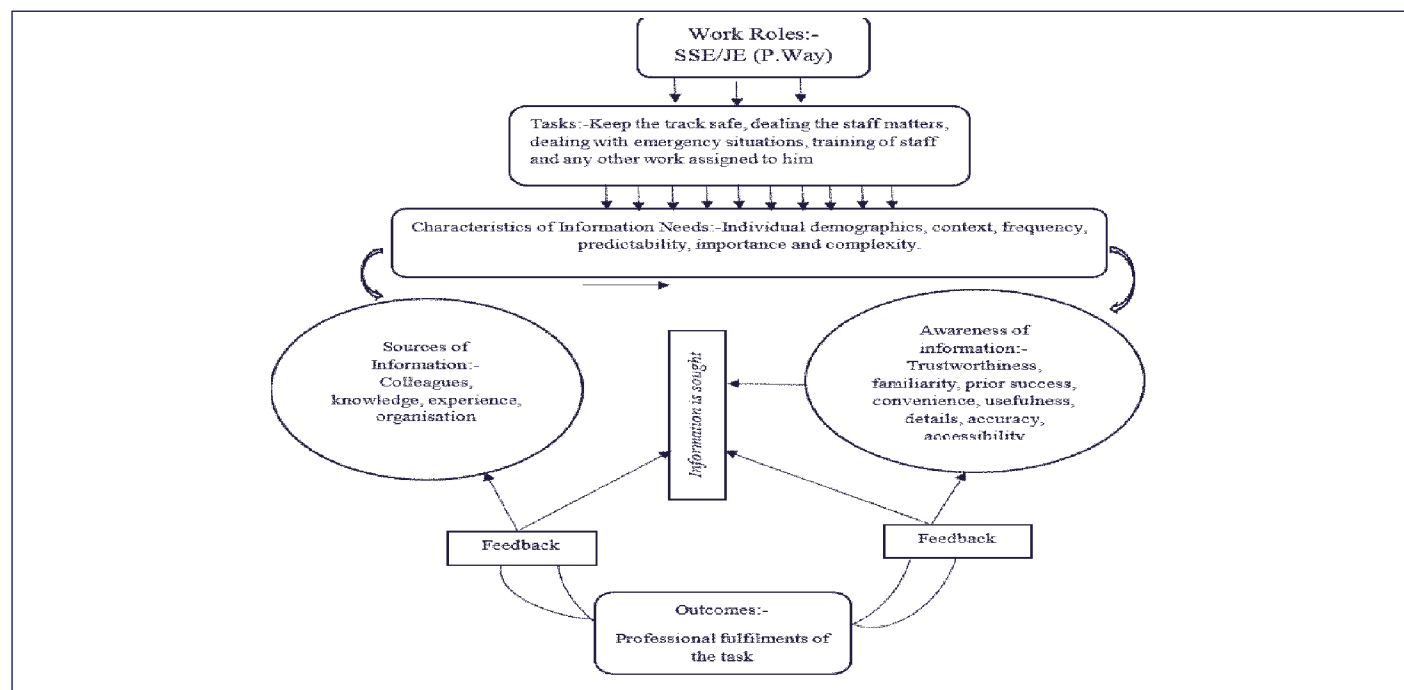 Work Roles:-
SSE/JE (P.Way)
Tasks:-Keep the track safe, dealing the staff matters,
dealing with emergency situations, training of staff
and any other work assigned to him
Characteristics of Information Needs:-Individual demographics, context, frequency,
predictability, importance and complexity.
Sources of
Information:-
Colleagues,
knowledge, experience,
organisation
Information is sought
Awareness of
information:-
Trustworthiness,
familiarity, prior success,
convenience, usefulness,
details, accuracy,
accessibility
Feedback
Feedback
Outcomes:-
Professional fulfilments of
the task